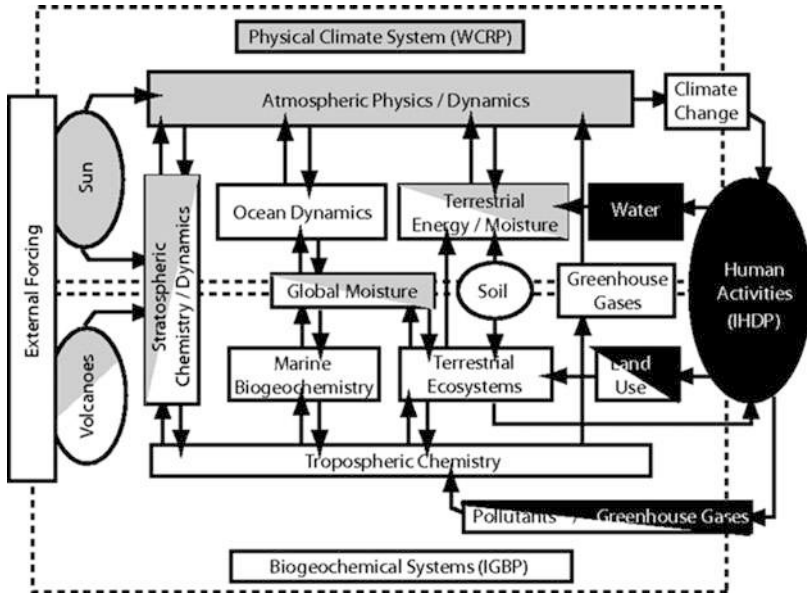 Physical Climate System (WCRP)
Atmospheric Physics / Dynamics
Climate
Change
External Forcing
Sun
Stratospheric
Chemistry / Dynamics
Ocean Dynamics
Terrestrial
Energy / Moisture
Water
Human
Activities
(IHDP)
Global Moisture
Soil
Greenhouse
Gases
Volcanoes
Marine
Biogeochemistry
Terrestrial
Ecosystems
Land
Use
Tropospheric Chemistry
Pollutants / Greenhouse Gases
Biogeochemical Systems (IGBP)